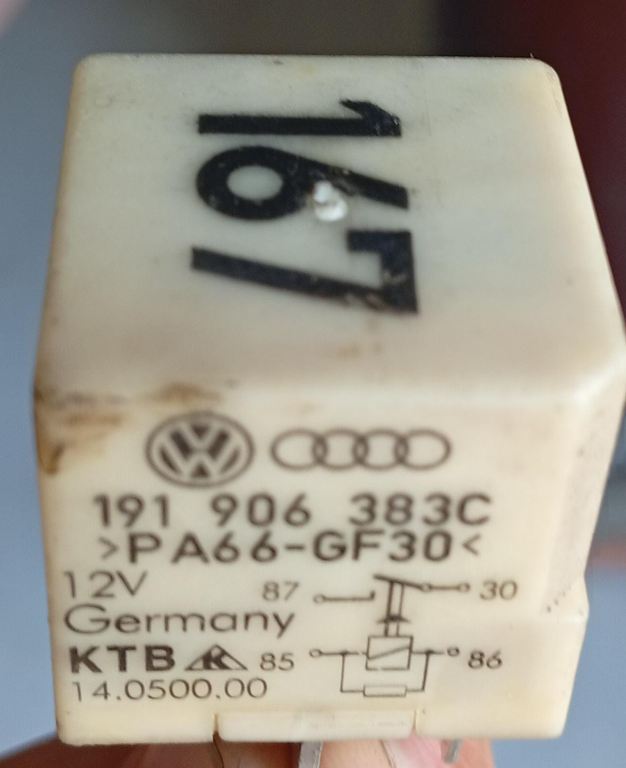 167
191 906 383C
>PA66-GF30<
12V
87 30
Germany
KTB 85 86
14.0500.00